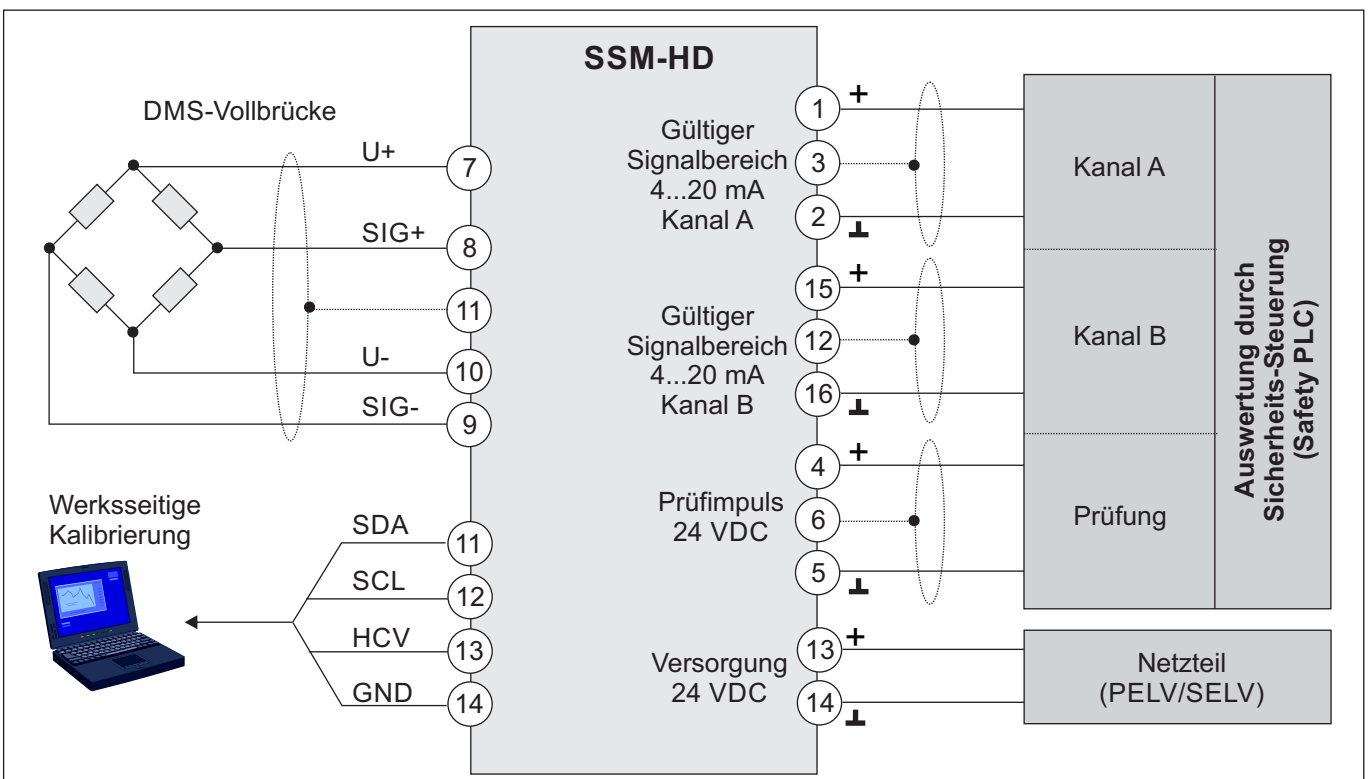 SSM-HD
DMS-Vollbrücke
U+
7
SIG+
8
11
U-
10
SIG-
9
Werksseitige
Kalibrierung
SDA
11
SCL
12
HCV
13
GND
14
Gültiger
Signalbereich
4...20 mA
Kanal A
1
+
3
2
Gültiger
Signalbereich
4...20 mA
Kanal B
15
+
12
16
Prüfimpuls
24 VDC
4
+
6
5
Versorgung
24 VDC
13
+
14
Kanal A
Kanal B
Prüfung
Auswertung durch
Sicherheits-Steuerung
(Safety PLC)
Netzteil
(PELV/SELV)